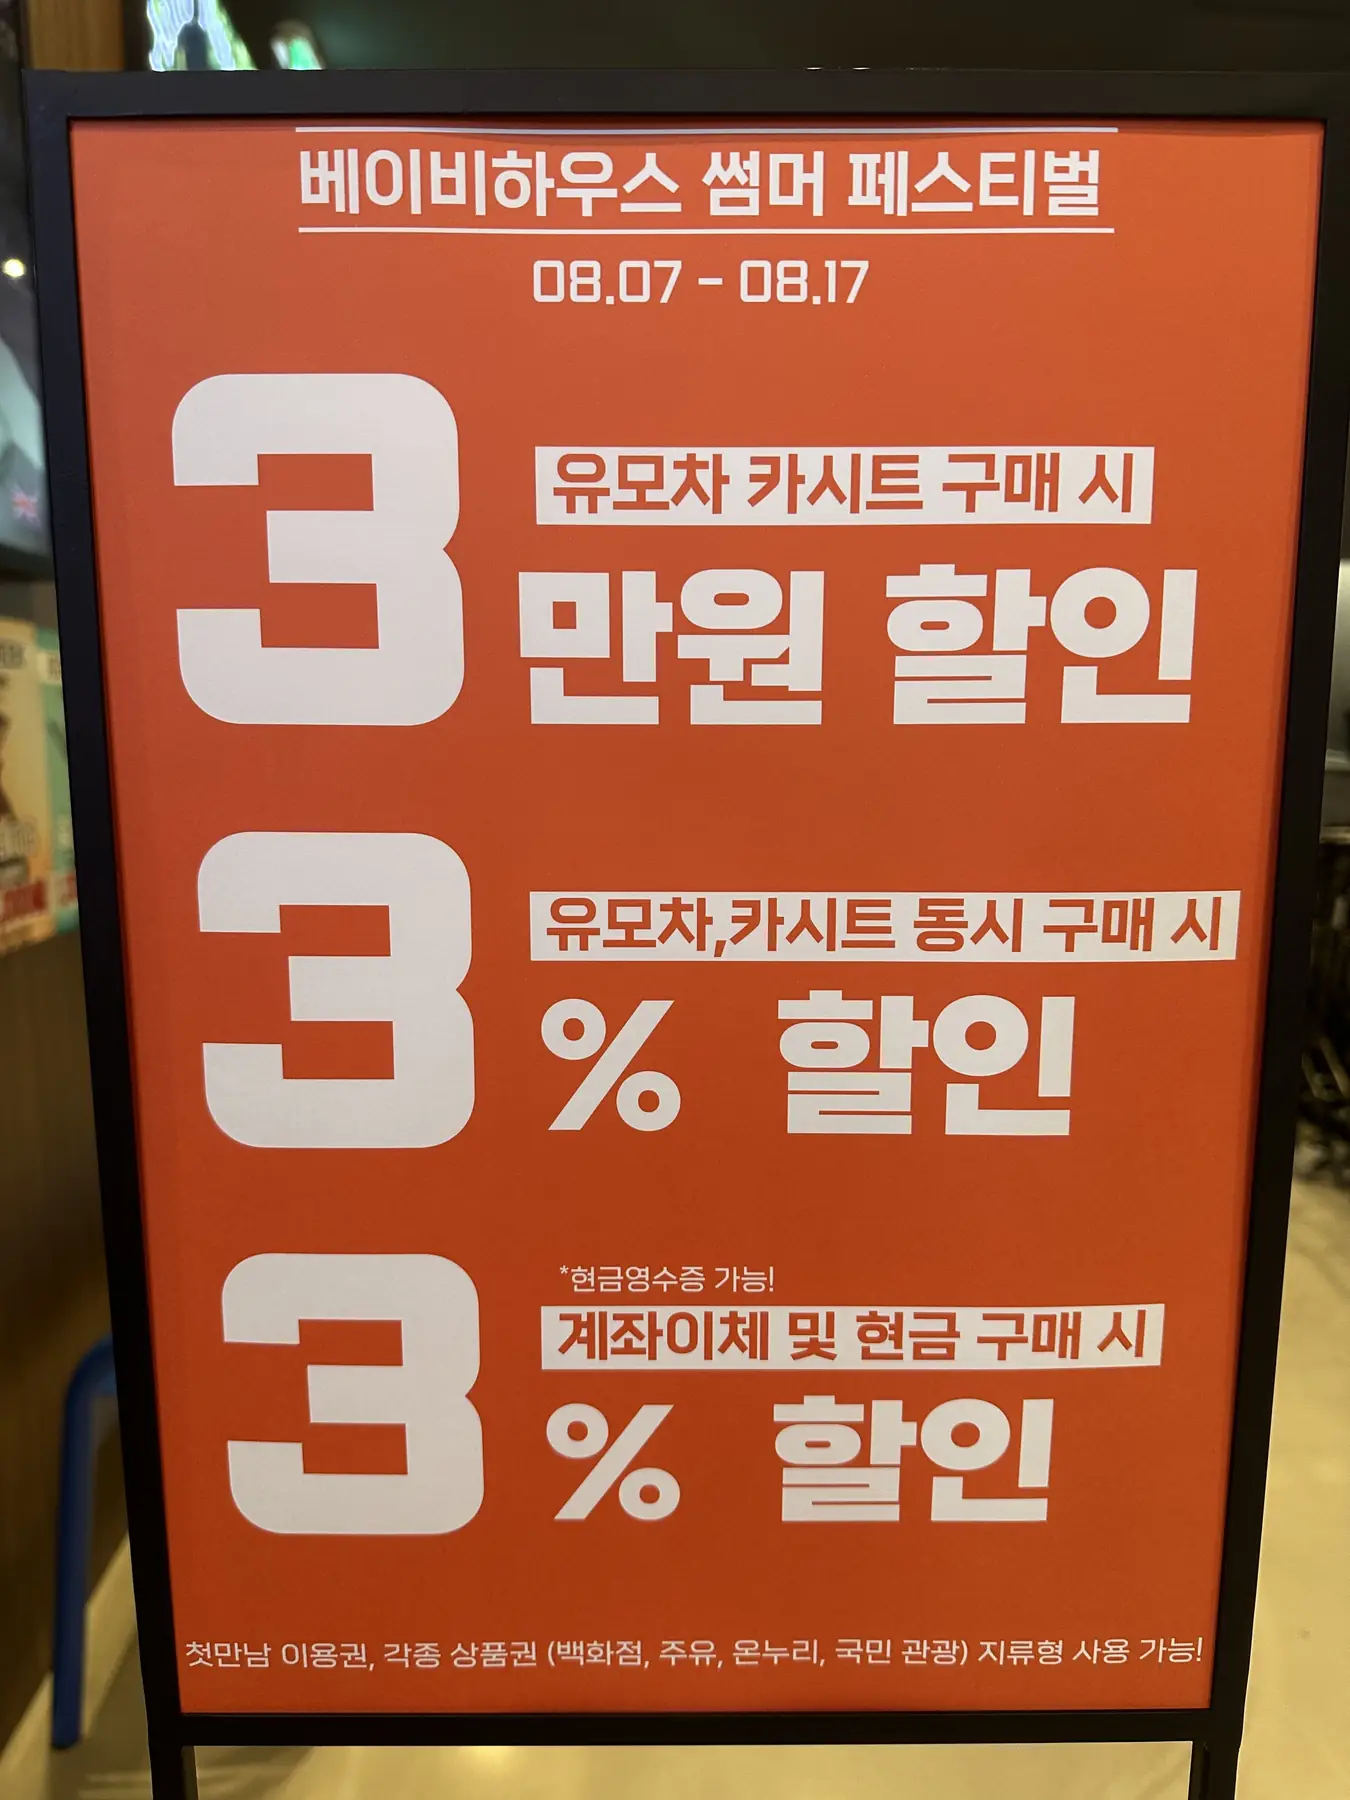 베이비하우스 썸머 페스티벌
08.07 - 08.17
유모차 카시트 구매 시
3만원 할인
유모차,카시트 동시 구매 시
3% 할인
*현금영수증 가능!
계좌이체 및 현금 구매 시
3% 할인
첫만남 이용권, 각종 상품권 (백화점, 주유, 온누리, 국민 관광) 지류형 사용 가능!